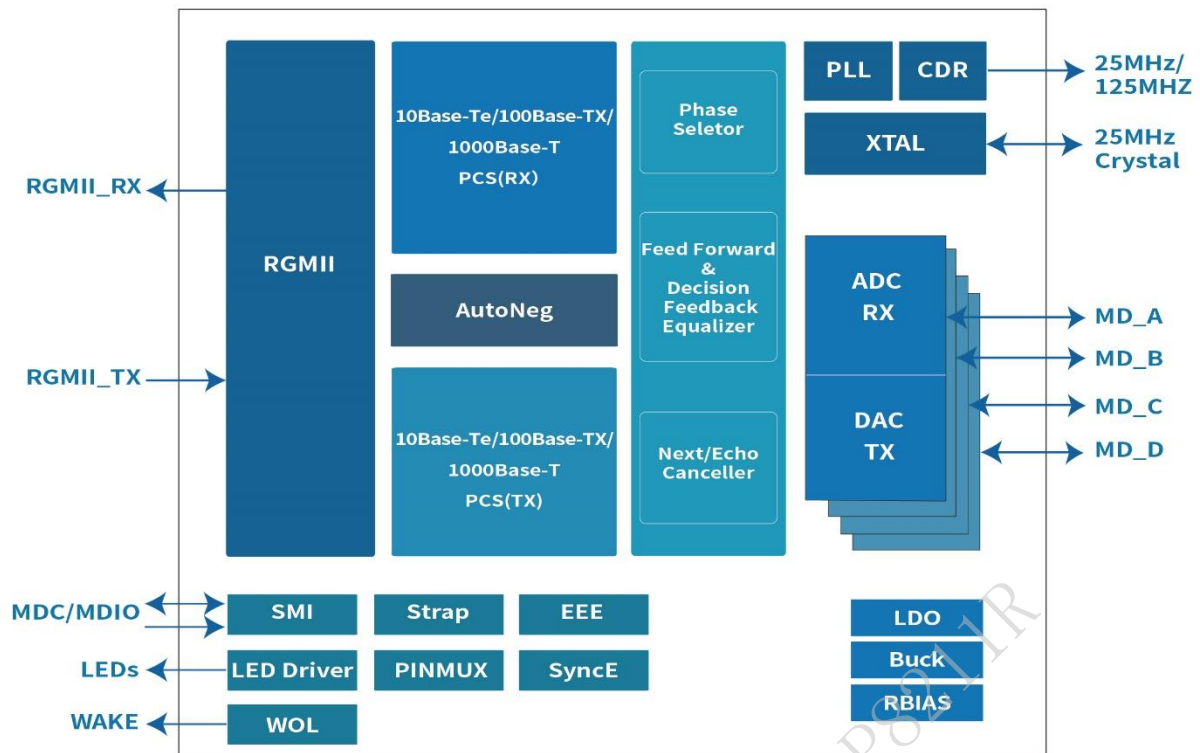 RGMII_RX
RGMII_TX
MDC/MDIO
LEDs
WAKE
RGMII
10Base-Te/100Base-TX/
1000Base-T
PCS(RX)
AutoNeg
10Base-Te/100Base-TX/
1000Base-T
PCS(TX)
Phase
Seletor
Feed Forward
&
Decision
Feedback
Equalizer
Next/Echo
Canceller
PLL
CDR
XTAL
25MHz/
125MHZ
25MHz
Crystal
ADC
RX
DAC
TX
MD_A
MD_B
MD_C
MD_D
SMI
Strap
EEE
LED Driver
PINMUX
SyncE
WOL
LDO
Buck
RBIAS